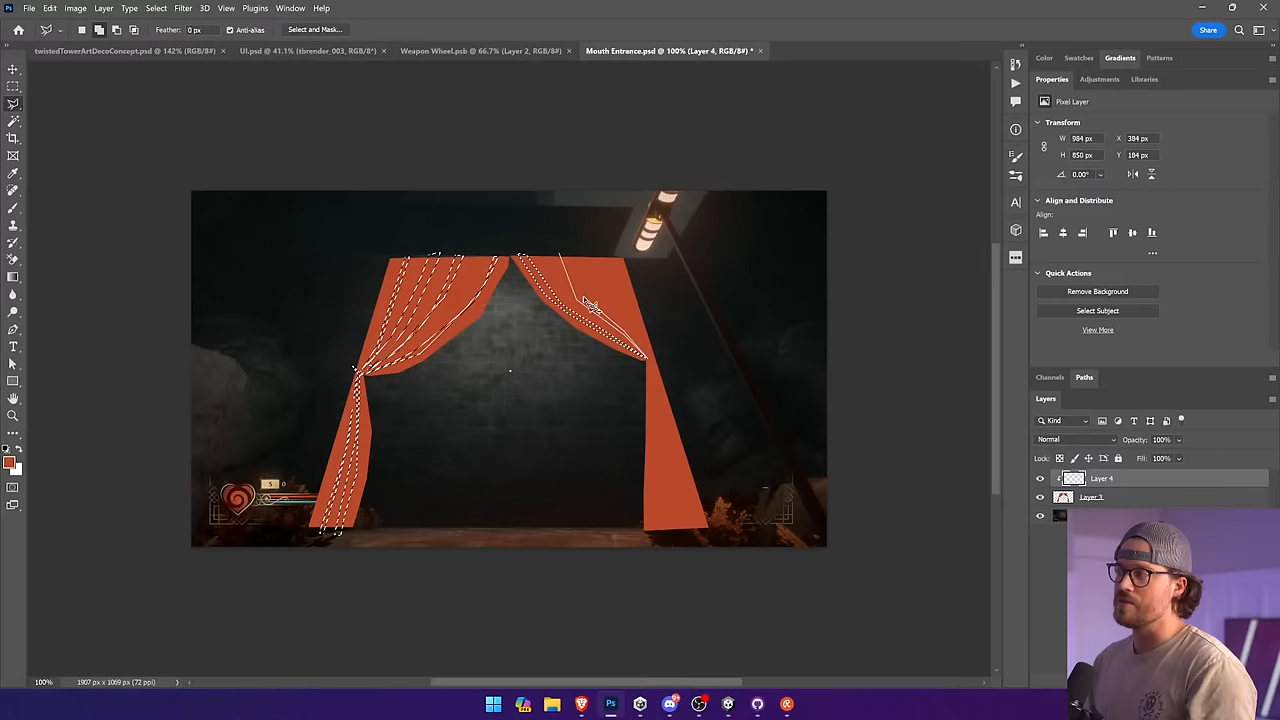 Ps File Edit Image Layer Type Select Filter 3D View Plugins Window Help
Feather: 0 px Anti-alias Select and Mask... Share
twistedTowerArtDecoConcept.psd @ 142% (RGB/8#) × UI.psd @ 41.1% (tbrender_003, RGB/8*) × Weapon Wheel.psb @ 66.7% (Layer 2, RGB/8#) × Mouth Entrance.psd @ 100% (Layer 4, RGB/8#) * ×
Color Swatches Gradients Patterns
Properties Adjustments Libraries
Pixel Layer
Transform
W 984 px X 384 px
H 850 px Y 184 px
0.00°
Align and Distribute
Align:
Quick Actions
Remove Background
Select Subject
View More
Channels Paths
Layers
Kind
Normal Opacity: 100%
Lock: Fill: 100%
Layer 4
Layer 3
S 0
100% 1907 px x 1069 px (72 ppi)
Ps